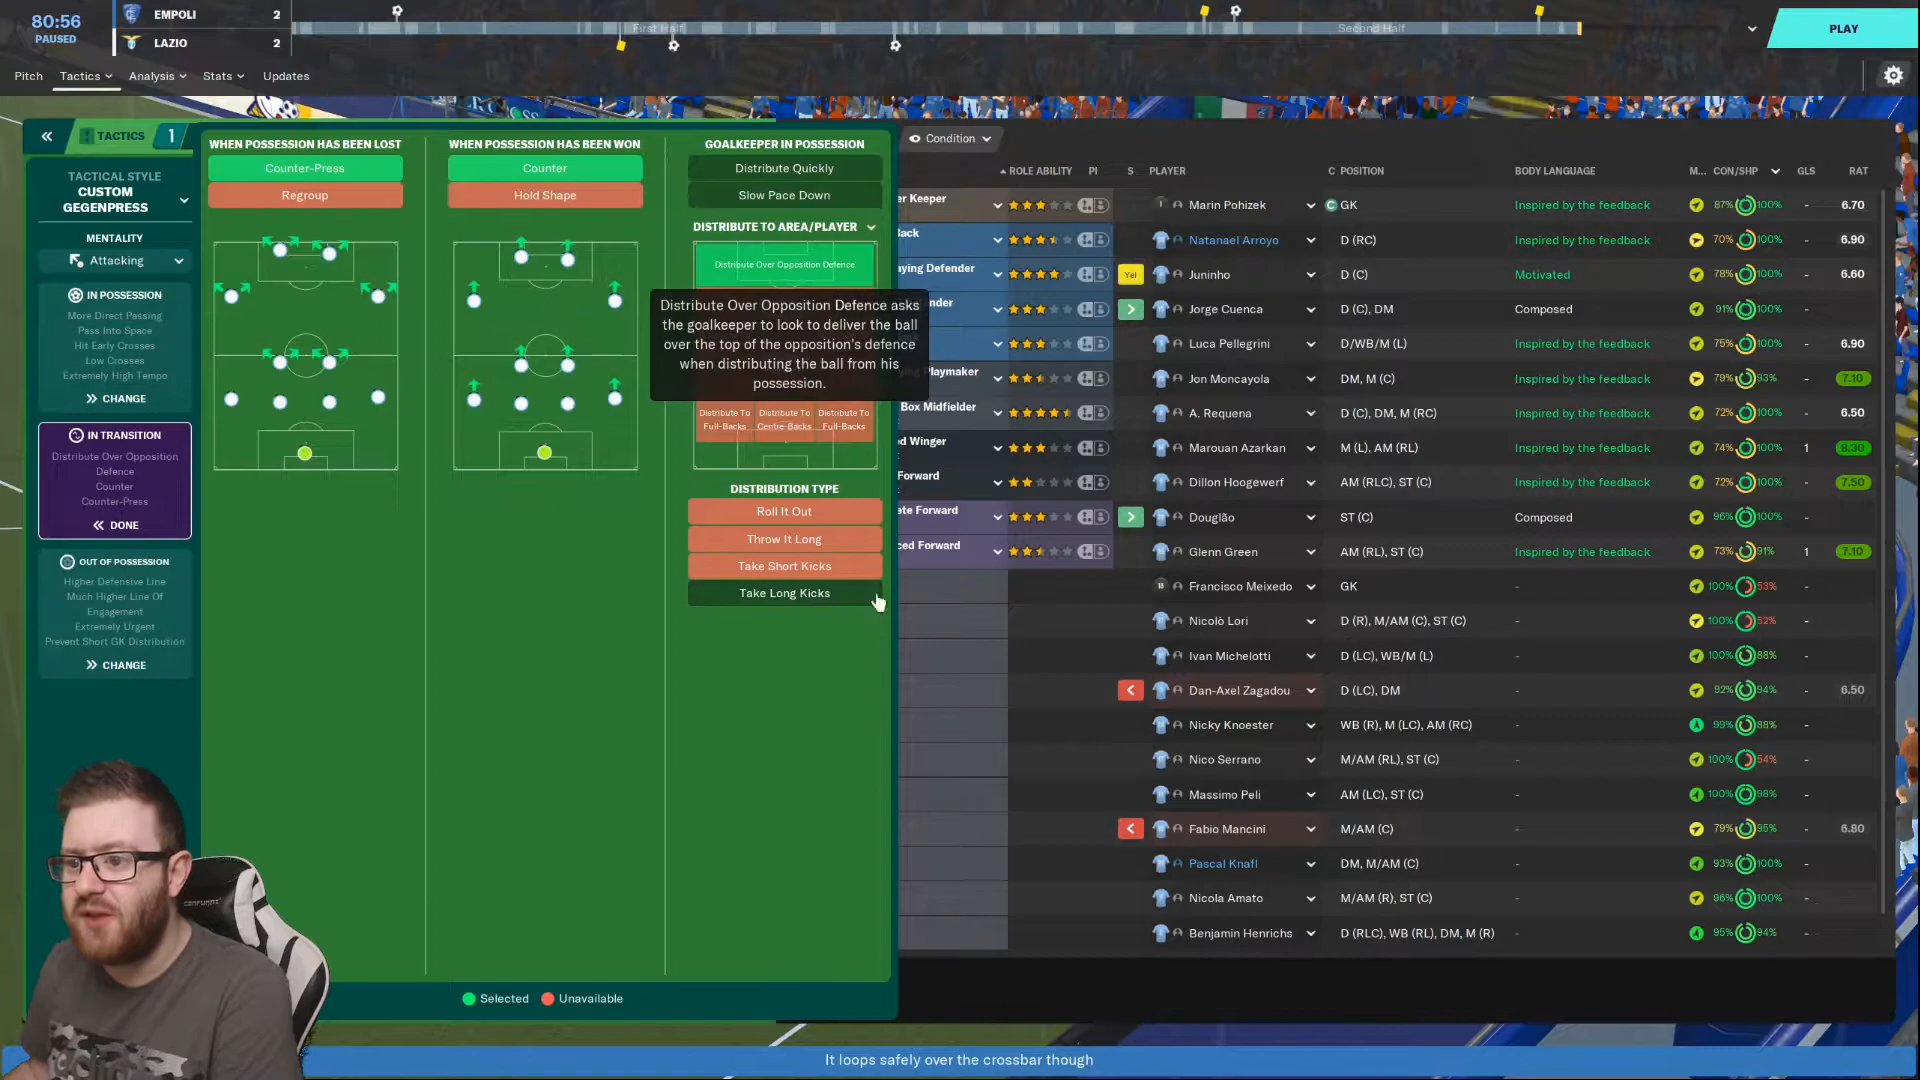 80:56
PAUSED
EMPOLI 2
LAZIO 2
First Half
Second Half
PLAY
Pitch Tactics Analysis Stats Updates
TACTICS 1
TACTICAL STYLE
CUSTOM
GEGENPRESS
MENTALITY
Attacking
IN POSSESSION
More Direct Passing
Pass Into Space
Hit Early Crosses
Low Crosses
Extremely High Tempo
CHANGE
IN TRANSITION
Distribute Over Opposition
Defence
Counter
Counter-Press
DONE
OUT OF POSSESSION
Higher Defensive Line
Much Higher Line Of
Engagement
Extremely Urgent
Prevent Short GK Distribution
CHANGE
WHEN POSSESSION HAS BEEN LOST
Counter-Press
Regroup
WHEN POSSESSION HAS BEEN WON
Counter
Hold Shape
GOALKEEPER IN POSSESSION
Distribute Quickly
Slow Pace Down
DISTRIBUTE TO AREA/PLAYER
Distribute Over Opposition Defence
Distribute Over Opposition Defence asks
the goalkeeper to look to deliver the ball
over the top of the opposition's defence
when distributing the ball from his
possession.
Distribute To Distribute To Distribute To
Full-Backs Centre-Backs Full-Backs
DISTRIBUTION TYPE
Roll It Out
Throw It Long
Take Short Kicks
Take Long Kicks
Selected Unavailable
Condition
ROLE ABILITY PI S PLAYER C POSITION BODY LANGUAGE M... CON/SHP GLS RAT
er Keeper Marin Pohizek C GK Inspired by the feedback 87% 100% - 6.70
Back Natanael Arroyo D (RC) Inspired by the feedback 70% 100% - 6.90
aying Defender Yel Juninho D (C) Motivated 78% 100% - 6.60
ender Jorge Cuenca D (C), DM Composed 91% 100% -
Luca Pellegrini D/WB/M (L) Inspired by the feedback 75% 100% - 6.90
ying Playmaker Jon Moncayola DM, M (C) Inspired by the feedback 79% 93% - 7.10
Box Midfielder A. Requena D (C), DM, M (RC) Inspired by the feedback 72% 100% - 6.50
ed Winger Marouan Azarkan M (L), AM (RL) Inspired by the feedback 74% 100% 1 8.30
Forward Dillon Hoogewerf AM (RLC), ST (C) Inspired by the feedback 72% 100% - 7.50
ete Forward Douglão ST (C) Composed 96% 100% -
ced Forward Glenn Green AM (RL), ST (C) Inspired by the feedback 73% 91% 1 7.10
Francisco Meixedo GK - 100% 53% -
Nicolò Lori D (R), M/AM (C), ST (C) - 100% 52% -
Ivan Michelotti D (LC), WB/M (L) - 100% 88% -
Dan-Axel Zagadou D (LC), DM - 92% 94% - 6.50
Nicky Knoester WB (R), M (LC), AM (RC) - 99% 88% -
Nico Serrano M/AM (RL), ST (C) - 100% 54% -
Massimo Peli AM (LC), ST (C) - 100% 98% -
Fabio Mancini M/AM (C) - 79% 95% - 6.80
Pascal Knafl DM, M/AM (C) - 93% 100% -
Nicola Amato M/AM (R), ST (C) - 96% 100% -
Benjamin Henrichs D (RLC), WB (RL), DM, M (R) - 95% 94% -
It loops safely over the crossbar though